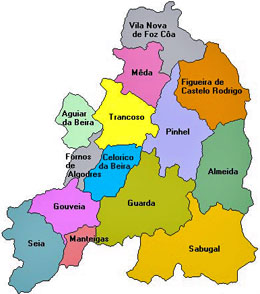 Vila Nova
de Foz Côa
Mêda
Figueira de
Castelo Rodrigo
Aguiar
da Beira
Trancoso
Pinhel
Fornos
de
Algodres
Celorico
da Beira
Almeida
Gouveia
Guarda
Seia
Manteigas
Sabugal